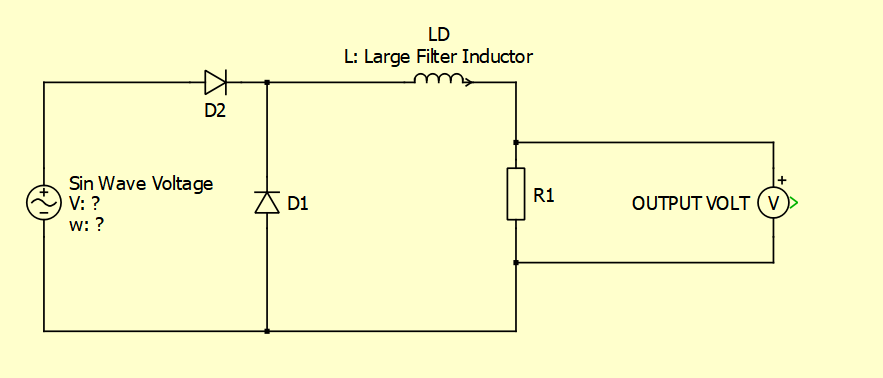 LD
L: Large Filter Inductor
D2
Sin Wave Voltage
V: ?
w: ?
D1
R1
OUTPUT VOLT
V